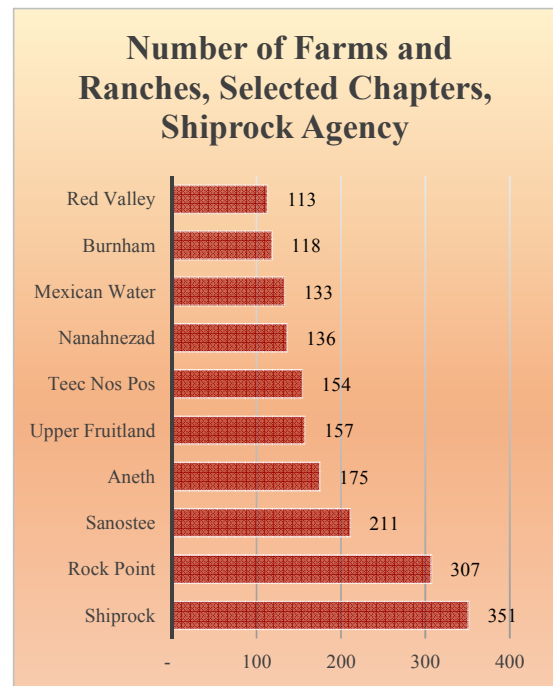 Number of Farms and
Ranches, Selected Chapters,
Shiprock Agency
Red Valley 113
Burnham 118
Mexican Water 133
Nanahnezad 136
Teec Nos Pos 154
Upper Fruitland 157
Aneth 175
Sanostee 211
Rock Point 307
Shiprock 351
- 100 200 300 400